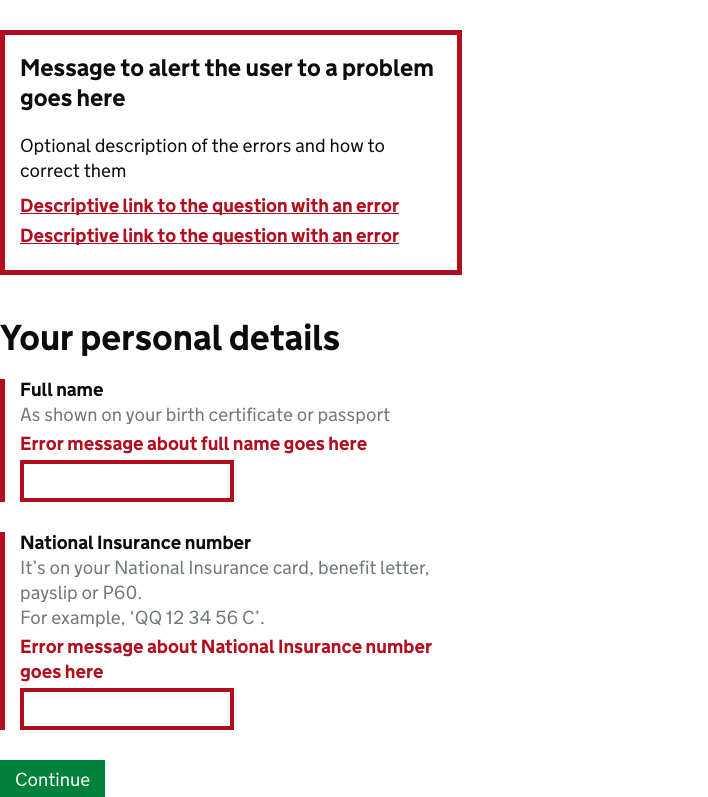 Message to alert the user to a problem
goes here
Optional description of the errors and how to
correct them
Descriptive link to the question with an error
Descriptive link to the question with an error
Your personal details
Full name
As shown on your birth certificate or passport
Error message about full name goes here
National Insurance number
It’s on your National Insurance card, benefit letter,
payslip or P60.
For example, ‘QQ 12 34 56 C’.
Error message about National Insurance number
goes here
Continue